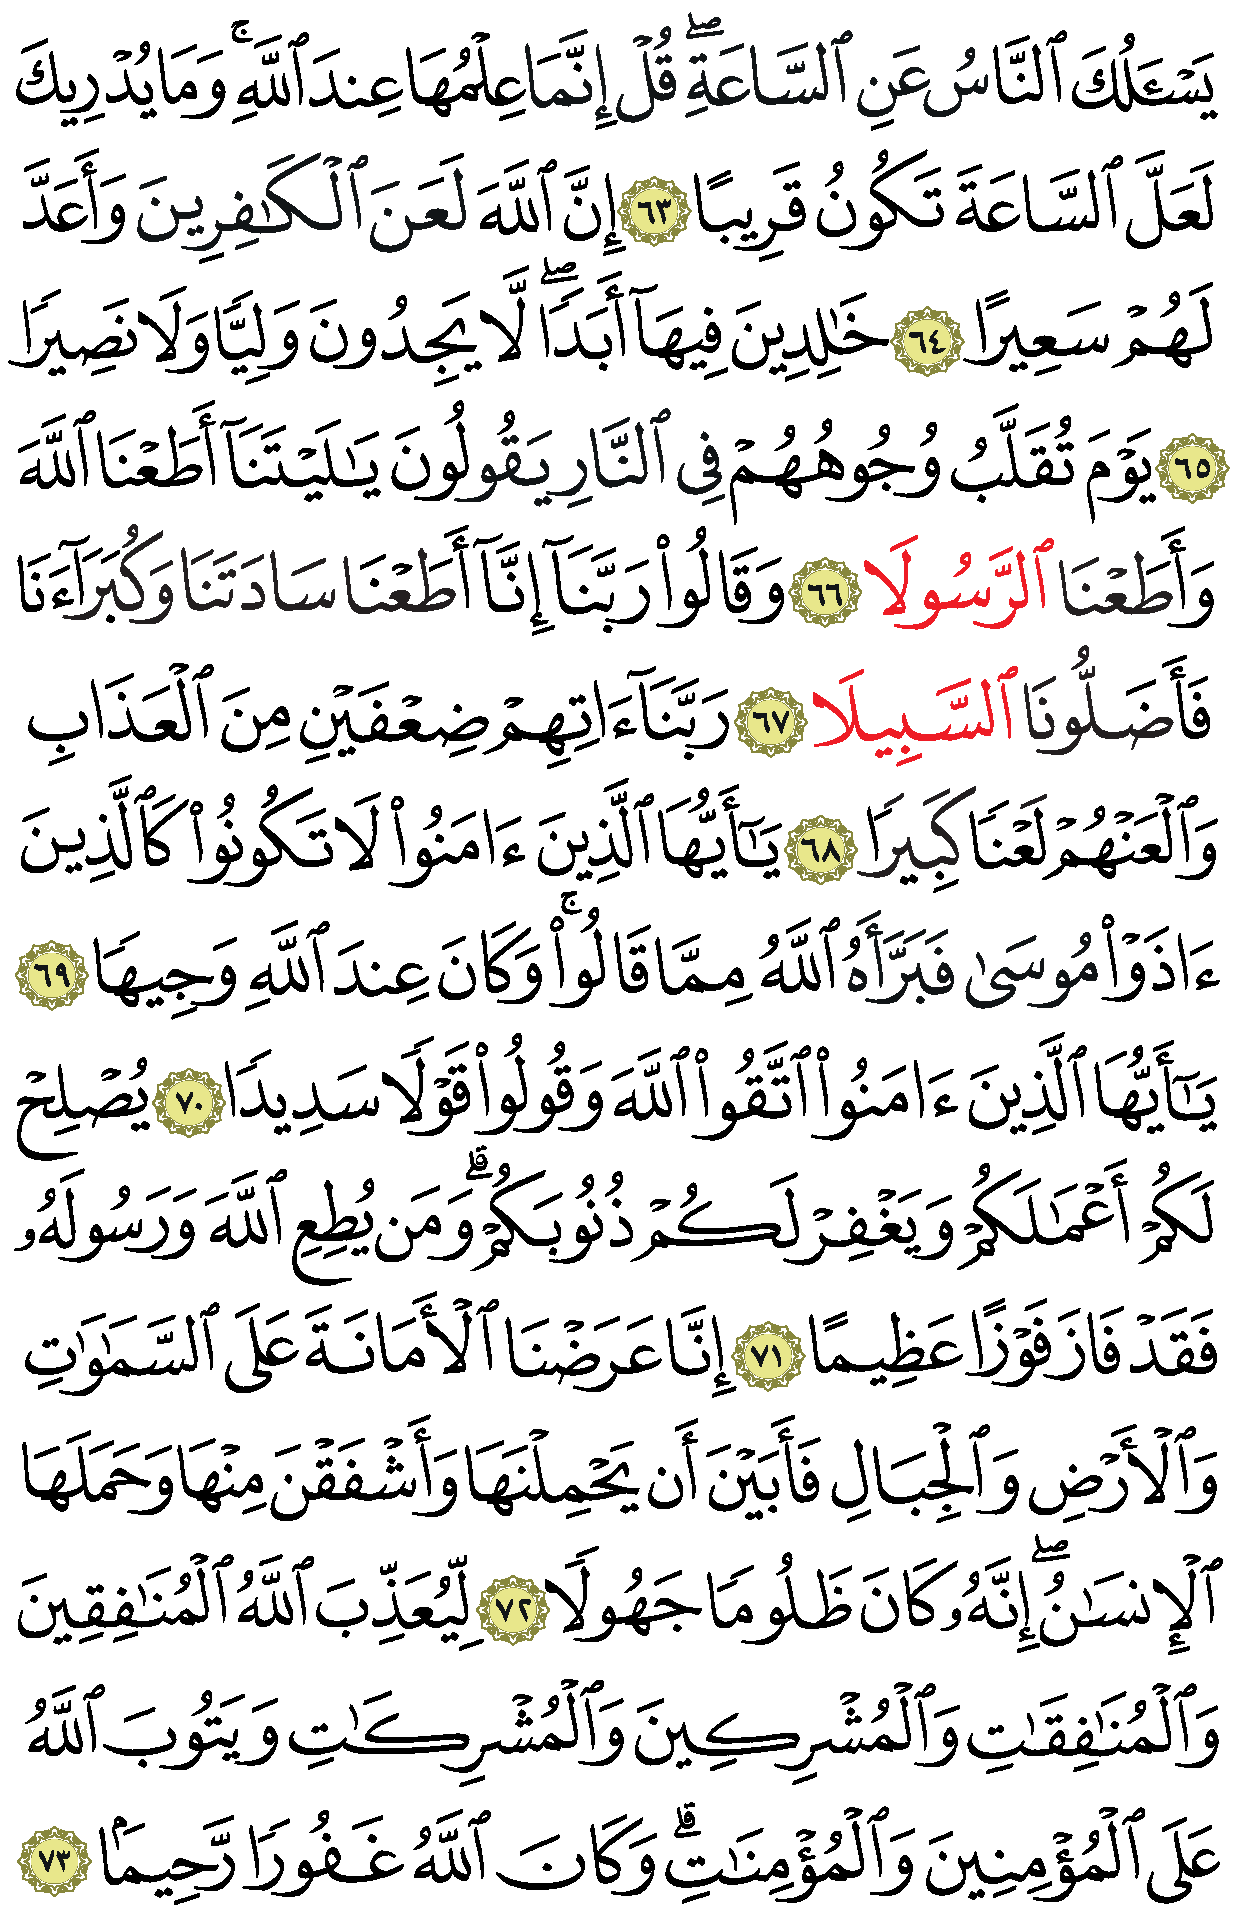 يَسْـَٔلُكَ ٱلنَّاسُ عَنِ ٱلسَّاعَةِۖ قُلْ إِنَّمَا عِلْمُهَا عِندَ ٱللَّهِۚ وَمَا يُدْرِيكَ
لَعَلَّ ٱلسَّاعَةَ تَكُونُ قَرِيبًا ٦٣ إِنَّ ٱللَّهَ لَعَنَ ٱلْكَٰفِرِينَ وَأَعَدَّ
لَهُمْ سَعِيرًا ٦٤ خَٰلِدِينَ فِيهَآ أَبَدًاۖ لَّا يَجِدُونَ وَلِيًّا وَلَا نَصِيرًا
٦٥ يَوْمَ تُقَلَّبُ وُجُوهُهُمْ فِى ٱلنَّارِ يَقُولُونَ يَٰلَيْتَنَآ أَطَعْنَا ٱللَّهَ
وَأَطَعْنَا ٱلرَّسُولَا ٦٦ وَقَالُوا۟ رَبَّنَآ إِنَّآ أَطَعْنَا سَادَتَنَا وَكُبَرَآءَنَا
فَأَضَلُّونَا ٱلسَّبِيلَا ٦٧ رَبَّنَآ ءَاتِهِمْ ضِعْفَيْنِ مِنَ ٱلْعَذَابِ
وَٱلْعَنْهُمْ لَعْنًا كَبِيرًا ٦٨ يَٰٓأَيُّهَا ٱلَّذِينَ ءَامَنُوا۟ لَا تَكُونُوا۟ كَٱلَّذِينَ
ءَاذَوْا۟ مُوسَىٰ فَبَرَّأَهُ ٱللَّهُ مِمَّا قَالُوا۟ۚ وَكَانَ عِندَ ٱللَّهِ وَجِيهًا ٦٩
يَٰٓأَيُّهَا ٱلَّذِينَ ءَامَنُوا۟ ٱتَّقُوا۟ ٱللَّهَ وَقُولُوا۟ قَوْلًا سَدِيدًا ٧٠ يُصْلِحْ
لَكُمْ أَعْمَٰلَكُمْ وَيَغْفِرْ لَكُمْ ذُنُوبَكُمْۗ وَمَن يُطِعِ ٱللَّهَ وَرَسُولَهُۥ
فَقَدْ فَازَ فَوْزًا عَظِيمًا ٧١ إِنَّا عَرَضْنَا ٱلْأَمَانَةَ عَلَى ٱلسَّمَٰوَٰتِ
وَٱلْأَرْضِ وَٱلْجِبَالِ فَأَبَيْنَ أَن يَحْمِلْنَهَا وَأَشْفَقْنَ مِنْهَا وَحَمَلَهَا
ٱلْإِنسَٰنُۖ إِنَّهُۥ كَانَ ظَلُومًا جَهُولًا ٧٢ لِّيُعَذِّبَ ٱللَّهُ ٱلْمُنَٰفِقِينَ
وَٱلْمُنَٰفِقَٰتِ وَٱلْمُشْرِكِينَ وَٱلْمُشْرِكَٰتِ وَيَتُوبَ ٱللَّهُ
عَلَى ٱلْمُؤْمِنِينَ وَٱلْمُؤْمِنَٰتِۗ وَكَانَ ٱللَّهُ غَفُورًا رَّحِيمًۢا ٧٣